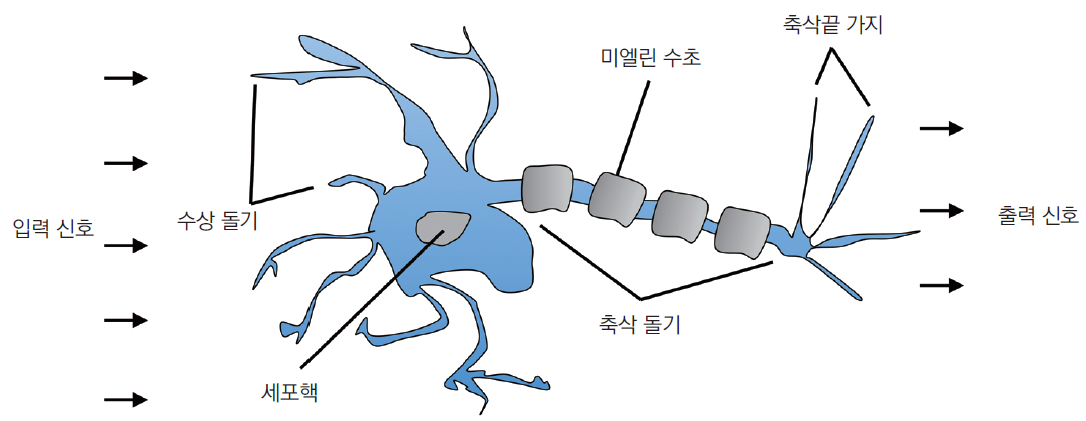 축삭끝 가지
미엘린 수초
수상 돌기
입력 신호
출력 신호
축삭 돌기
세포핵